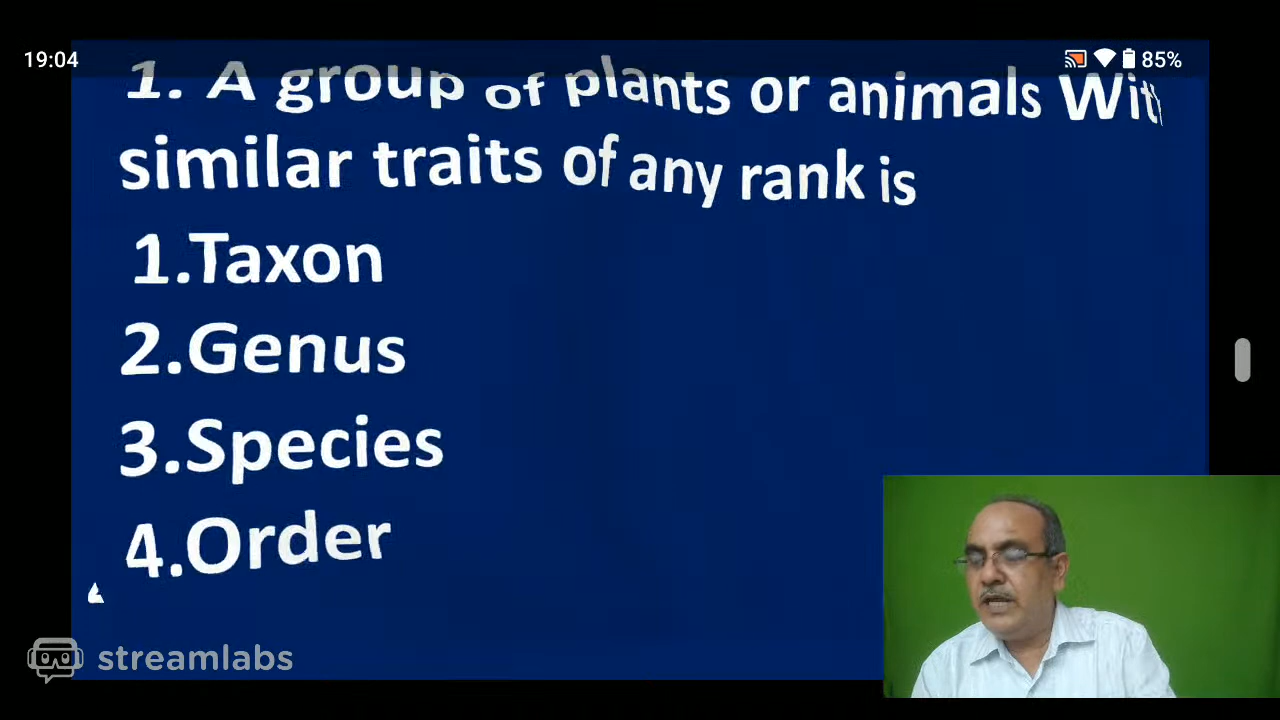 19:04
85%
1. A group of plants or animals With
similar traits of any rank is
1.Taxon
2.Genus
3.Species
4.Order
streamlabs